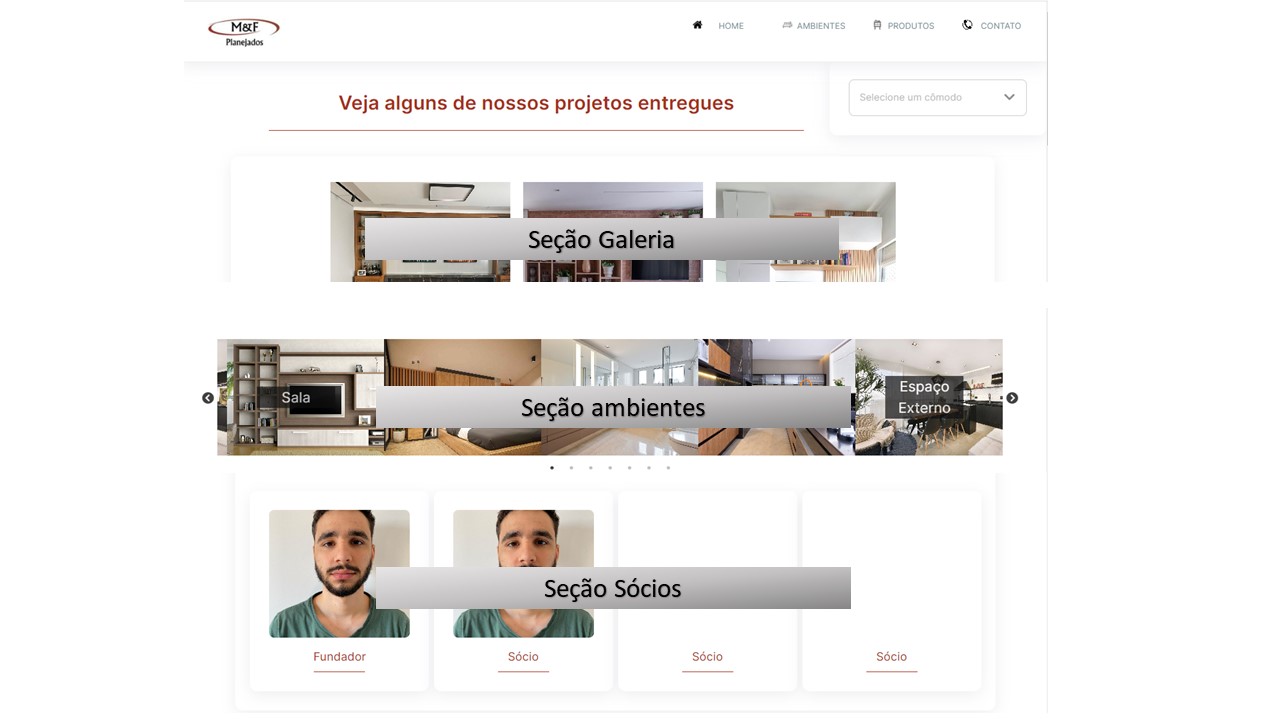 M&F
Planejados
HOME
AMBIENTES
PRODUTOS
CONTATO
Veja alguns de nossos projetos entregues
Selecione um cômodo
Seção Galeria
Sala
Seção ambientes
Espaço
Externo
Seção Sócios
Fundador
Sócio
Sócio
Sócio